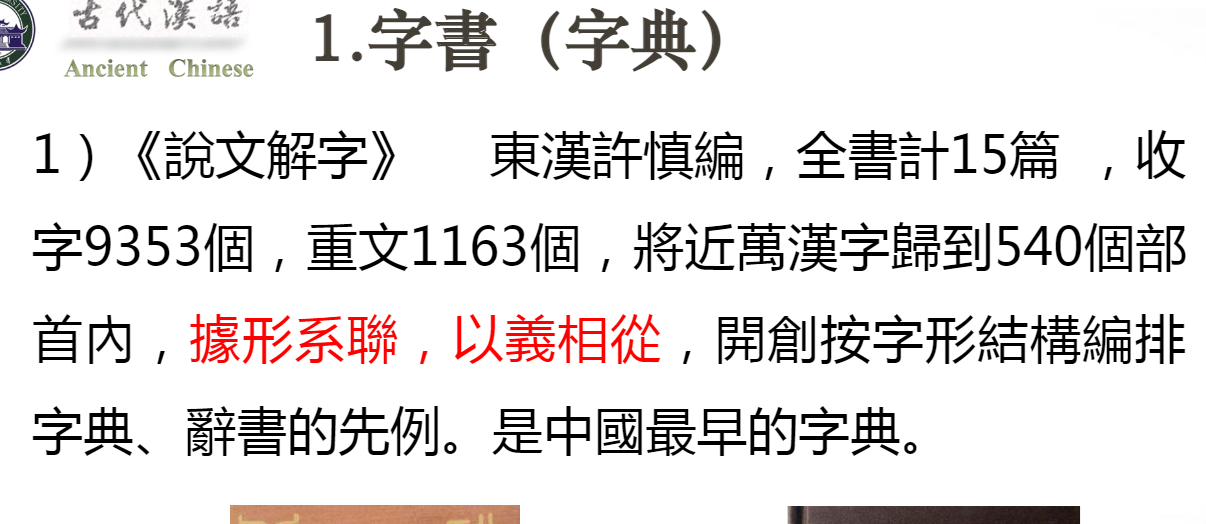 古代漢語
Ancient Chinese
1.字書（字典）
1）《說文解字》 東漢許慎編，全書計15篇 ，收
字9353個，重文1163個，將近萬漢字歸到540個部
首內，據形系聯，以義相從，開創按字形結構編排
字典、辭書的先例。是中國最早的字典。